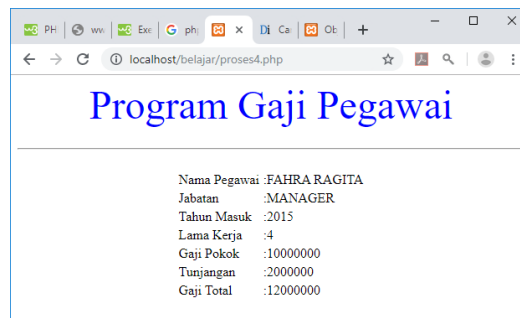 PH
ww
Exe
G ph
Di Ca
Ob
localhost/belajar/proses4.php
Program Gaji Pegawai
Nama Pegawai :FAHRA RAGITA
Jabatan :MANAGER
Tahun Masuk :2015
Lama Kerja :4
Gaji Pokok :10000000
Tunjangan :2000000
Gaji Total :12000000